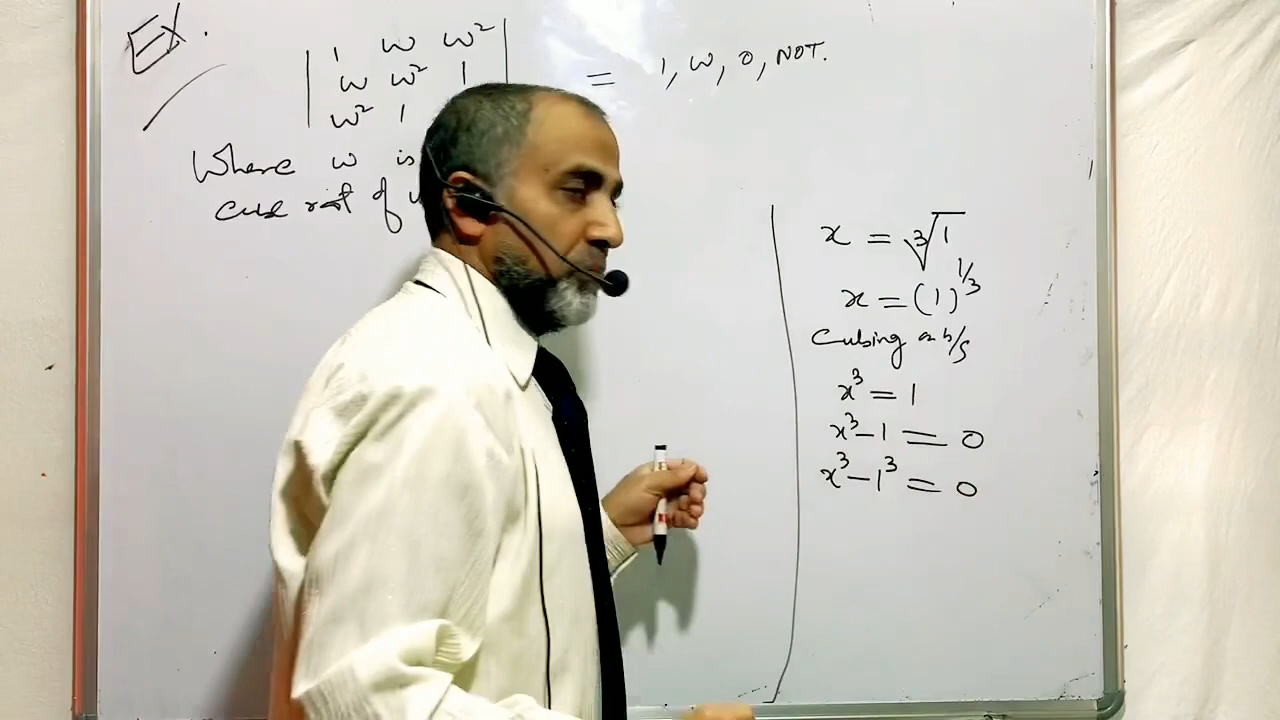 Ex.
1 ω ω²
ω ω² 1
ω² 1
= 1, ω, 0, NOT.
Where ω is
cube root of u
x = ∛1
x = (1)^1/3
Cubing on b/s
x³ = 1
x³-1 = 0
x³-1³ = 0